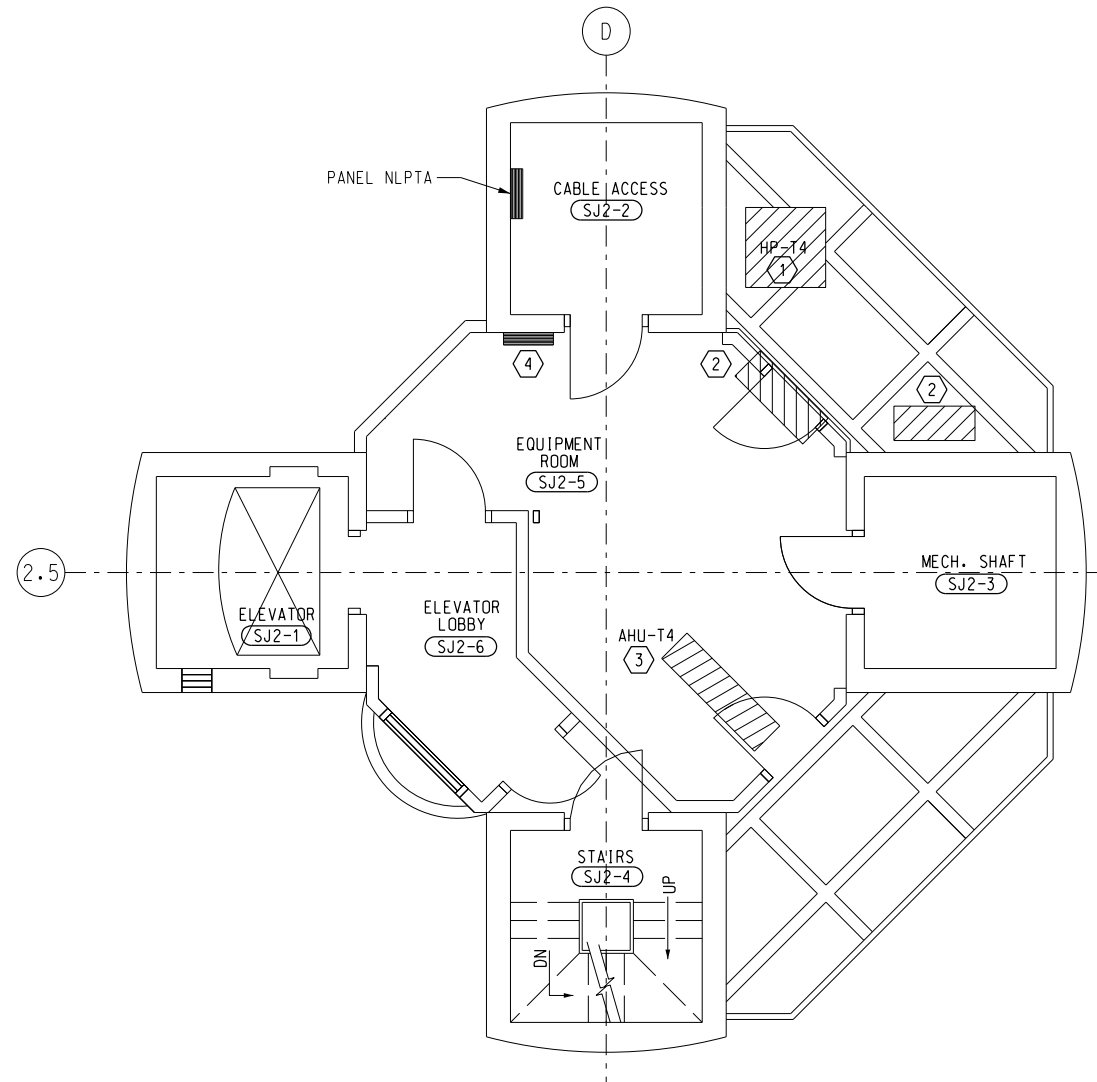 D
PANEL NLPTA
CABLE ACCESS
SJ2-2
HP-T4
1
4
2
2
EQUIPMENT
ROOM
SJ2-5
2.5
MECH. SHAFT
SJ2-3
ELEVATOR
SJ2-1
ELEVATOR
LOBBY
SJ2-6
AHU-T4
3
STAIRS
SJ2-4
UP
DN